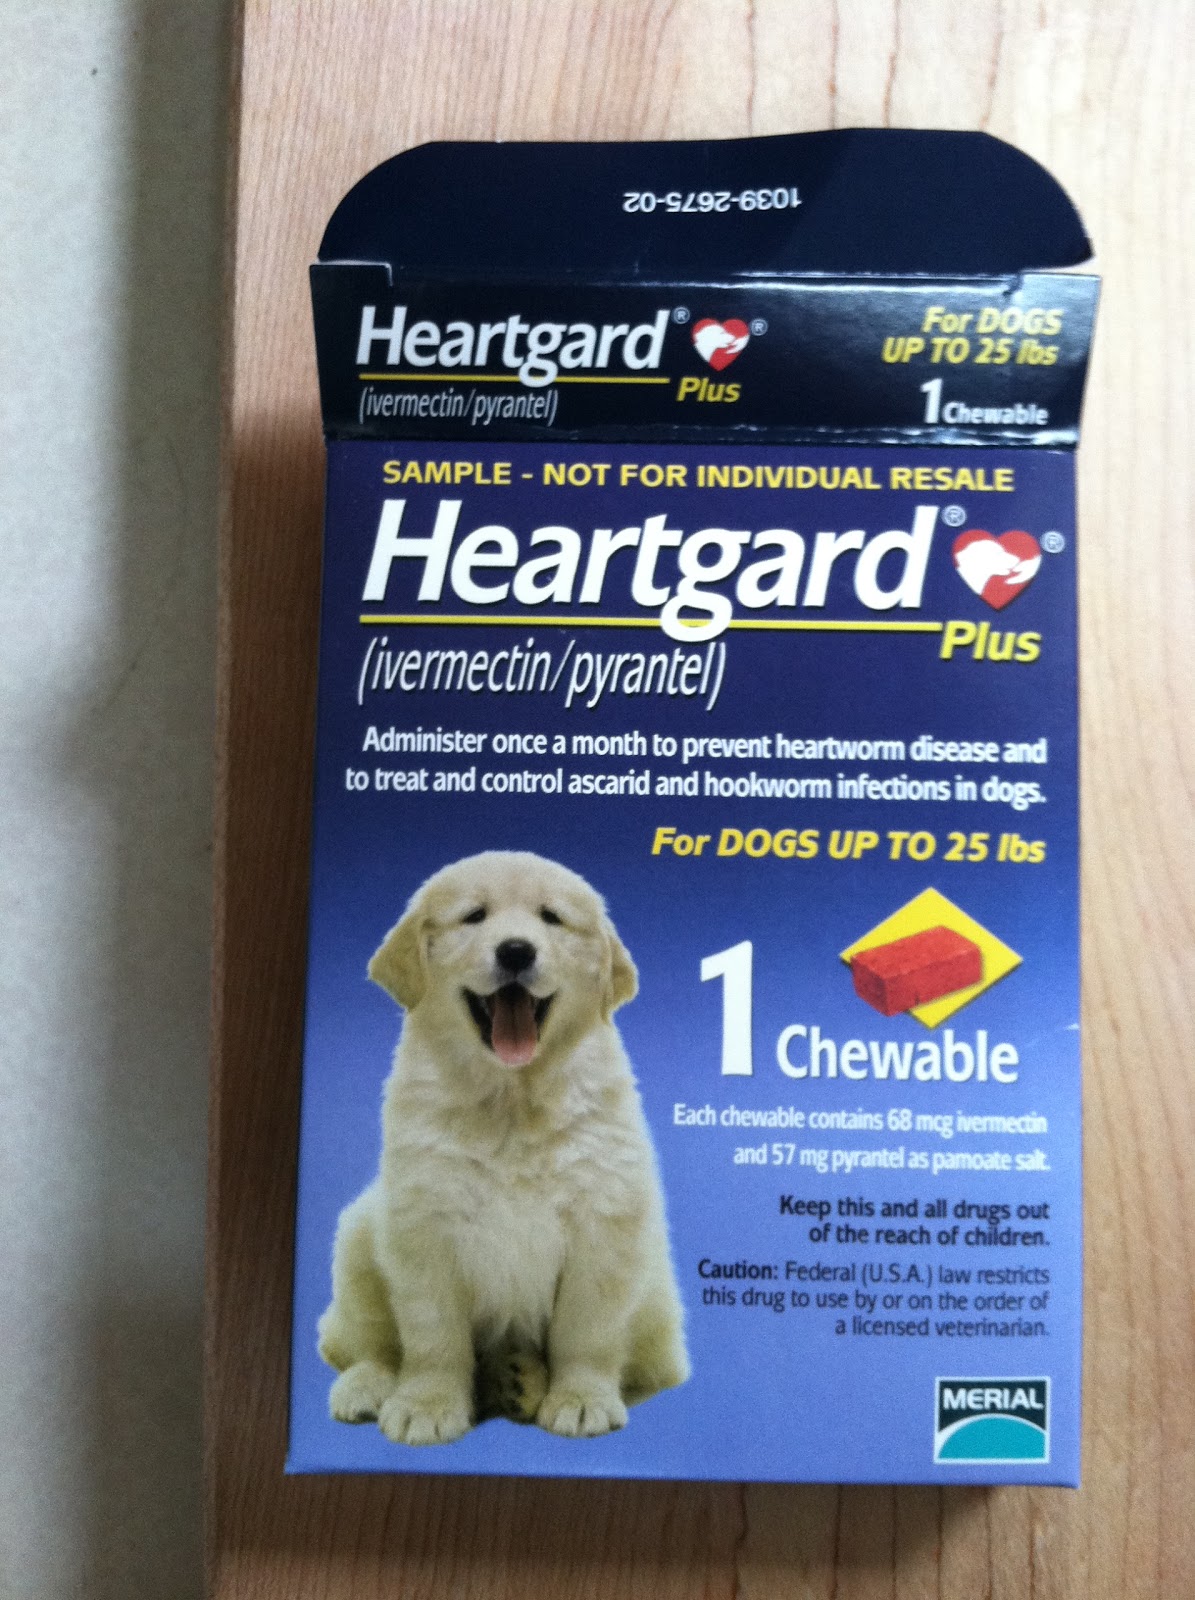 1039-2675-02
Heartgard® ®
Plus
(ivermectin/pyrantel)
For DOGS
UP TO 25 lbs
1 Chewable
SAMPLE - NOT FOR INDIVIDUAL RESALE
Heartgard® ®
Plus
(ivermectin/pyrantel)
Administer once a month to prevent heartworm disease and
to treat and control ascarid and hookworm infections in dogs.
For DOGS UP TO 25 lbs
1 Chewable
Each chewable contains 68 mcg ivermectin
and 57 mg pyrantel as pamoate salt.
Keep this and all drugs out
of the reach of children.
Caution: Federal (U.S.A.) law restricts
this drug to use by or on the order of
a licensed veterinarian.
MERIAL